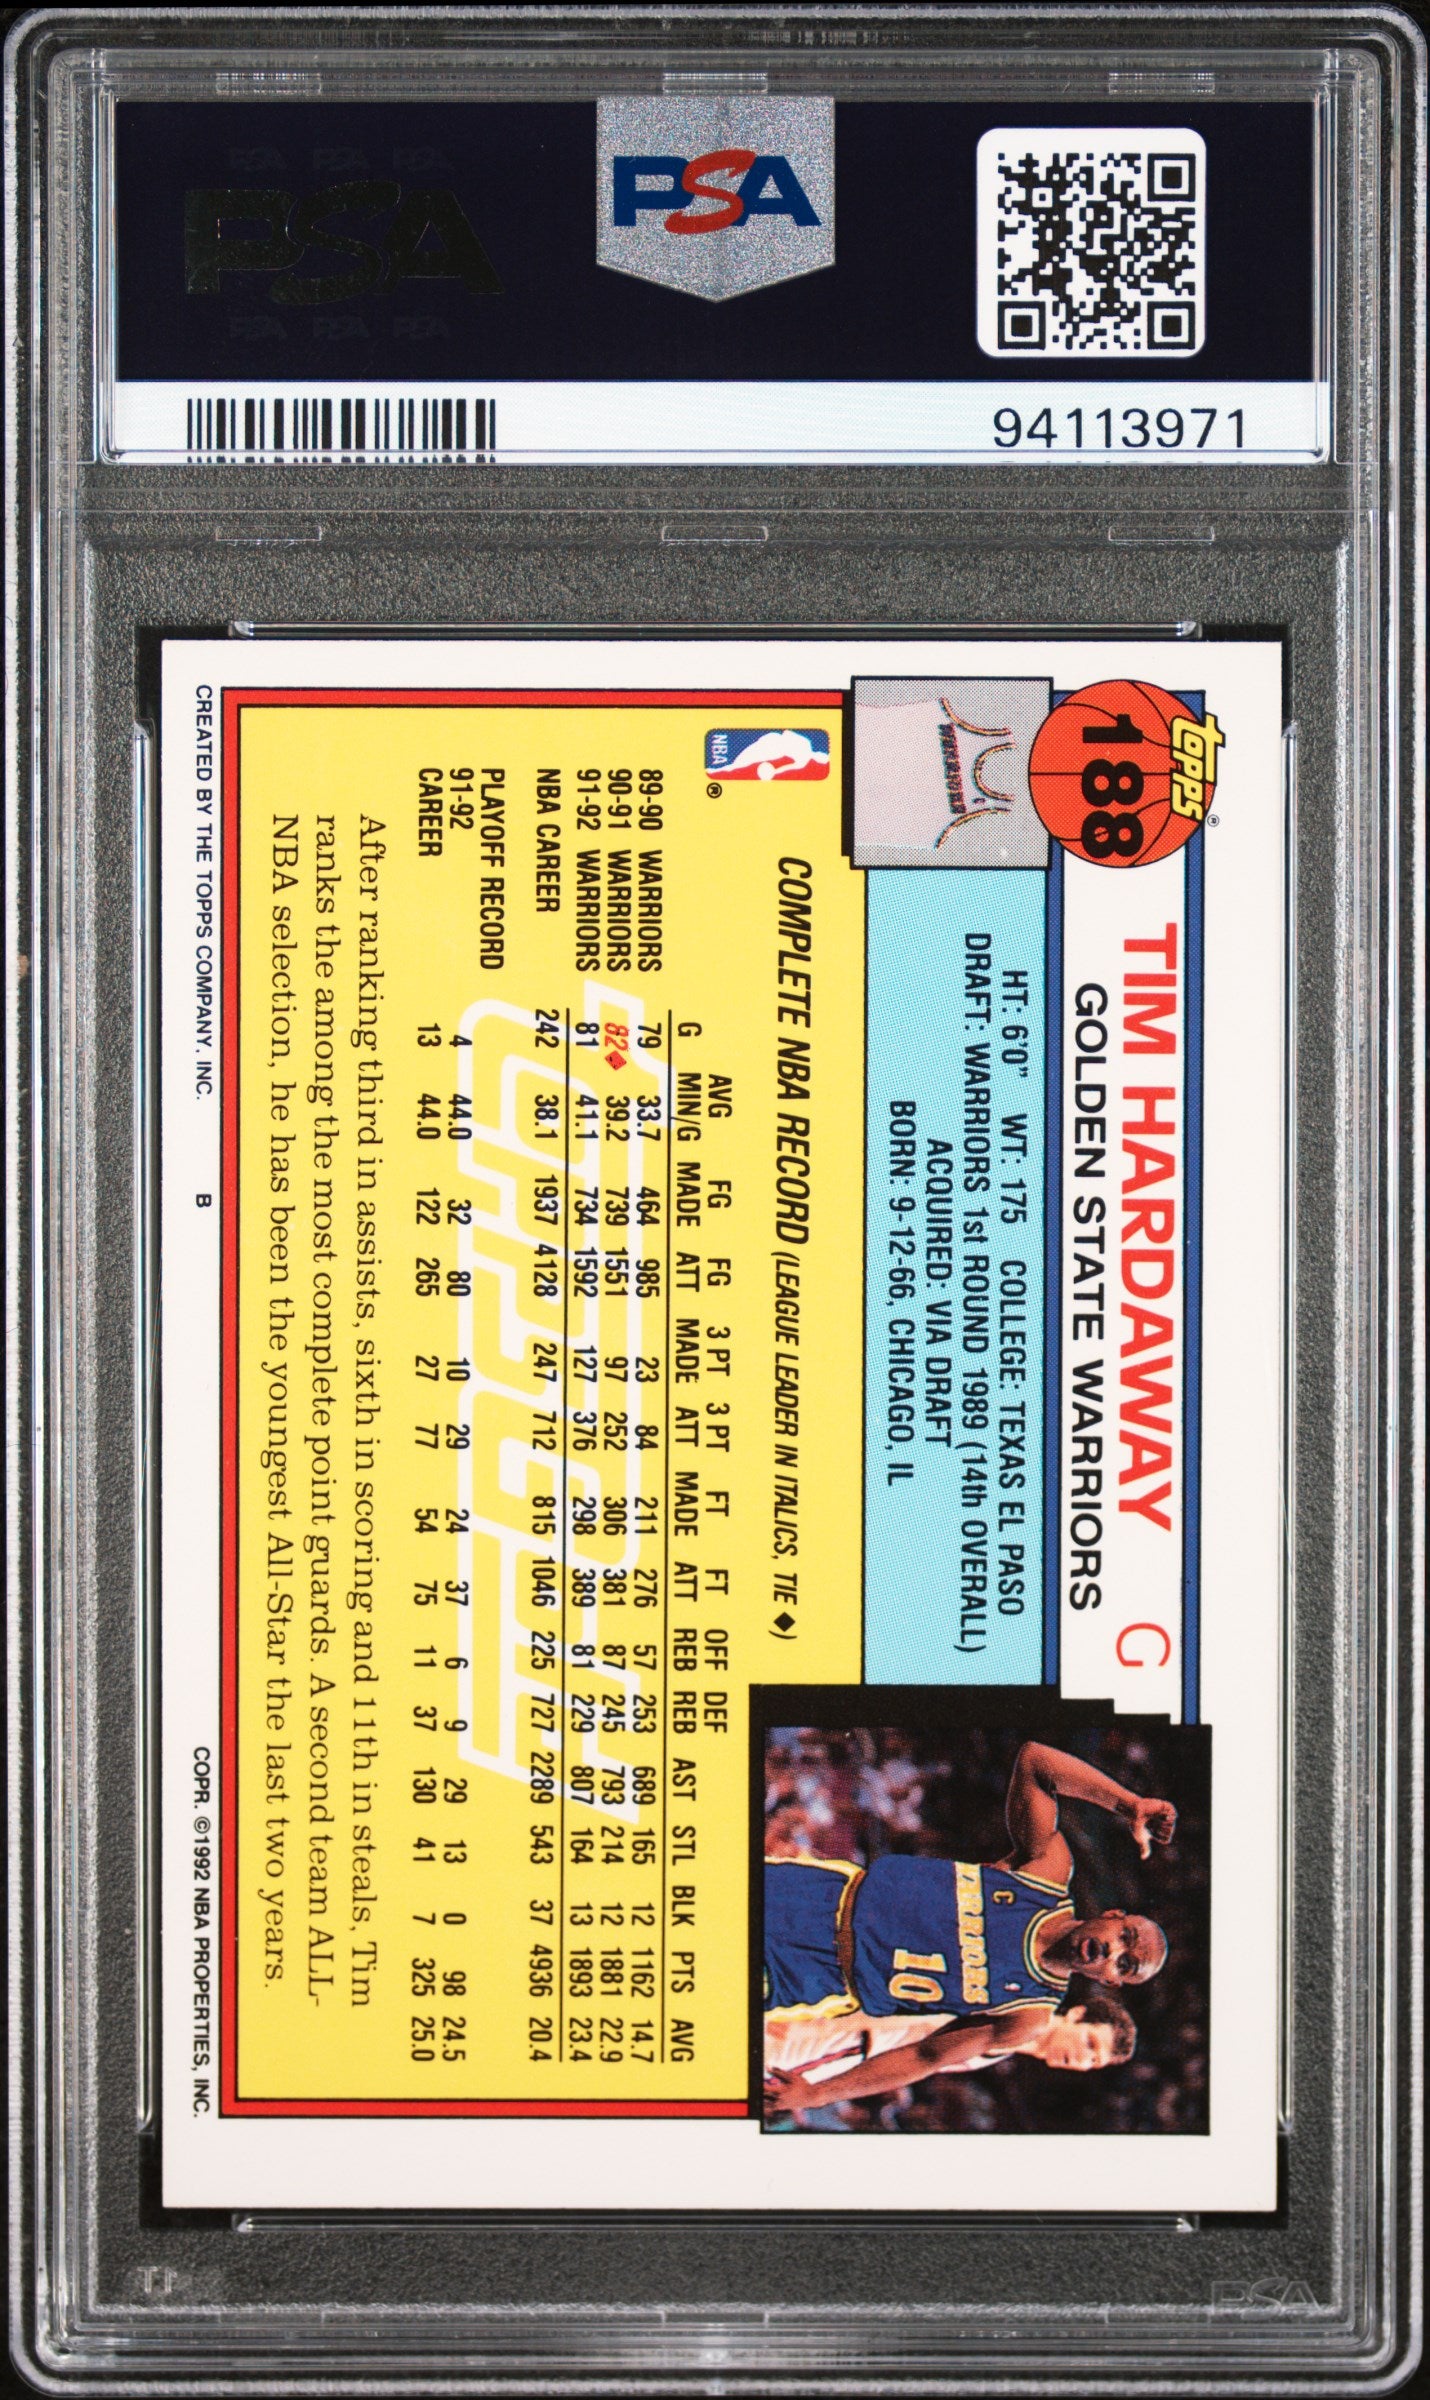 PSA PSA PSA
PSA
PSA PSA PSA
PSA
94113971
topps®
188
TIM HARDAWAY G
GOLDEN STATE WARRIORS
HT: 6'0" WT: 175 COLLEGE: TEXAS EL PASO
DRAFT: WARRIORS 1st ROUND 1989 (14th OVERALL)
ACQUIRED: VIA DRAFT
BORN: 9-12-66, CHICAGO, IL
WARRIORS
10
NBA ®
COMPLETE NBA RECORD (LEAGUE LEADER IN ITALICS, TIE ♦)
AVG FG FG 3 PT 3 PT FT FT OFF DEF
G MIN/G MADE ATT MADE ATT MADE ATT REB REB AST STL BLK PTS AVG
89-90 WARRIORS 79 33.7 464 985 23 84 211 276 57 253 689 165 12 1162 14.7
90-91 WARRIORS 82♦ 39.2 739 1551 97 252 306 381 87 245 793 214 12 1881 22.9
91-92 WARRIORS 81 41.1 734 1592 127 376 298 389 81 229 807 164 13 1893 23.4
NBA CAREER 242 38.1 1937 4128 247 712 815 1046 225 727 2289 543 37 4936 20.4
PLAYOFF RECORD
91-92 4 44.0 32 80 10 29 24 37 6 9 29 13 0 98 24.5
CAREER 13 44.0 122 265 27 77 54 75 11 37 130 41 7 325 25.0
After ranking third in assists, sixth in scoring and 11th in steals, Tim
ranks the among the most complete point guards. A second team ALL-
NBA selection, he has been the youngest All-Star the last two years.
CREATED BY THE TOPPS COMPANY, INC. B COPR. ©1992 NBA PROPERTIES, INC.
PSA